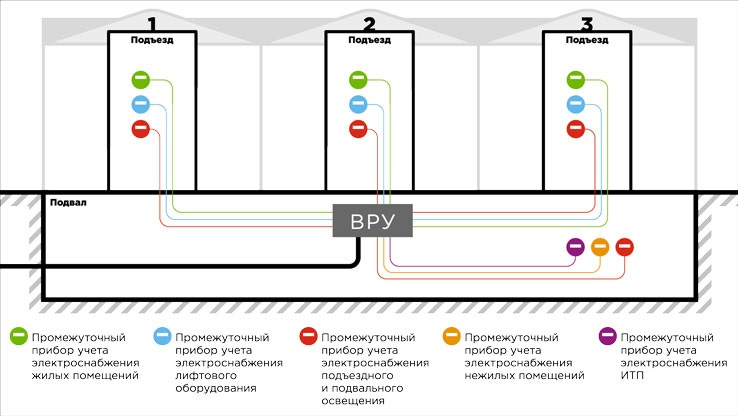 1
Подъезд
2
Подъезд
3
Подъезд
Подвал
ВРУ
Промежуточный
прибор учета
электроснабжения
жилых помещений
Промежуточный
прибор учета
электроснабжения
лифтового
оборудования
Промежуточный
прибор учета
электроснабжения
подъездного
и подвального
освещения
Промежуточный
прибор учета
электроснабжения
нежилых помещений
Промежуточный
прибор учета
электроснабжения
ИТП